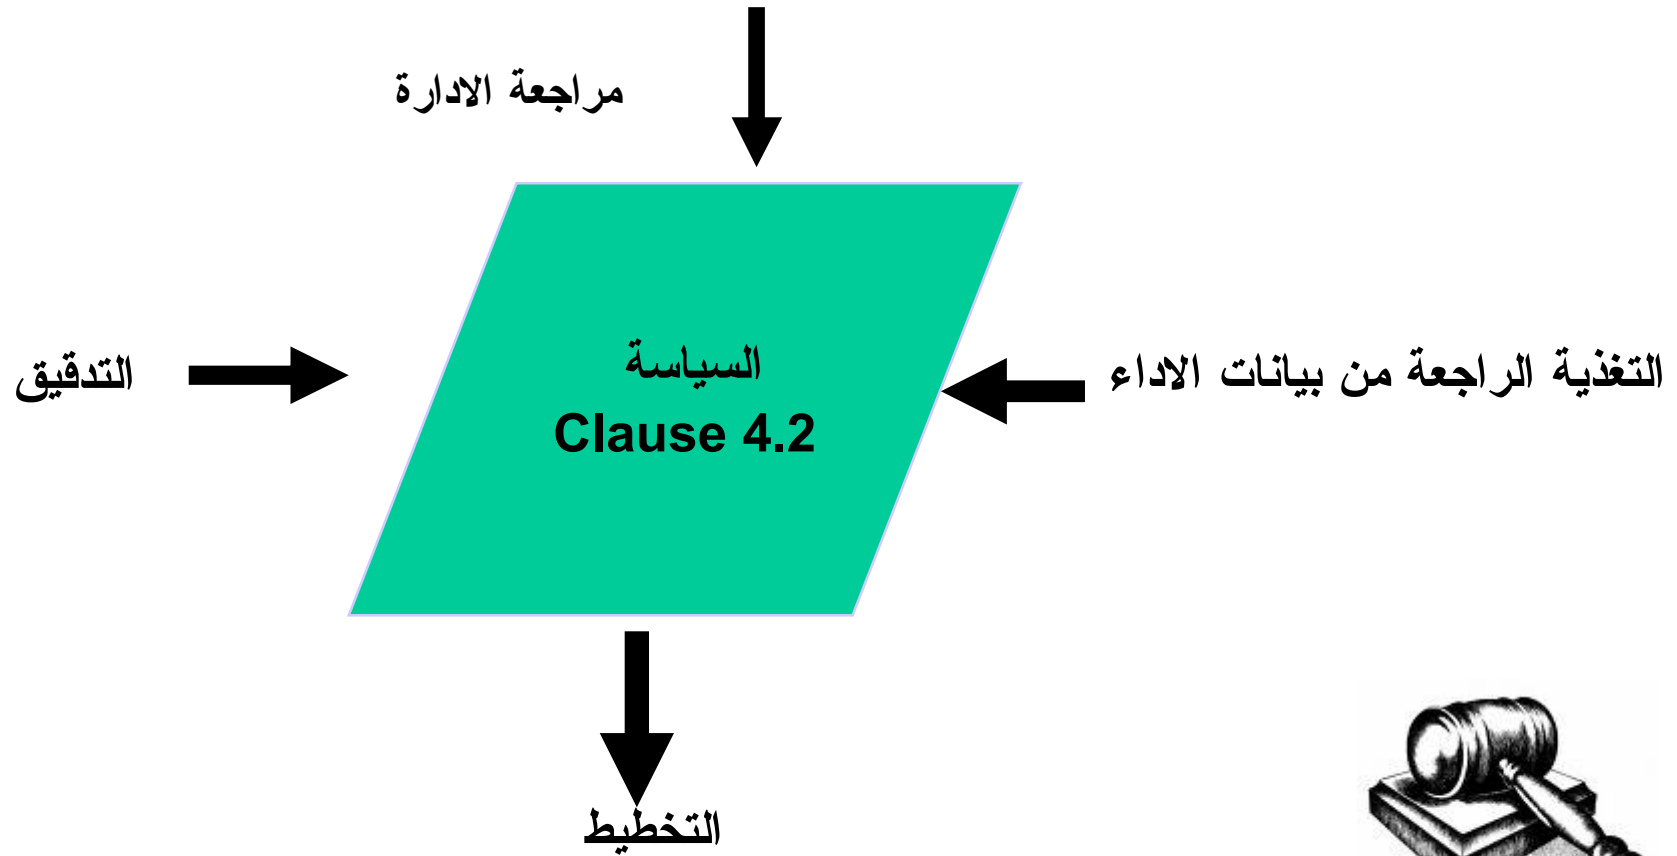 مراجعة الادارة
السياسة
Clause 4.2
التدقيق
التغذية الراجعة من بيانات الاداء
التخطيط